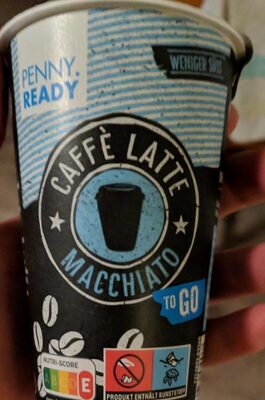 PENNY.
READY
WENIGER SÜSS
CAFFÈ LATTE
MACCHIATO
TO GO
NUTRI-SCORE
E
PRODUKT ENTHÄLT KUNSTSTOFF